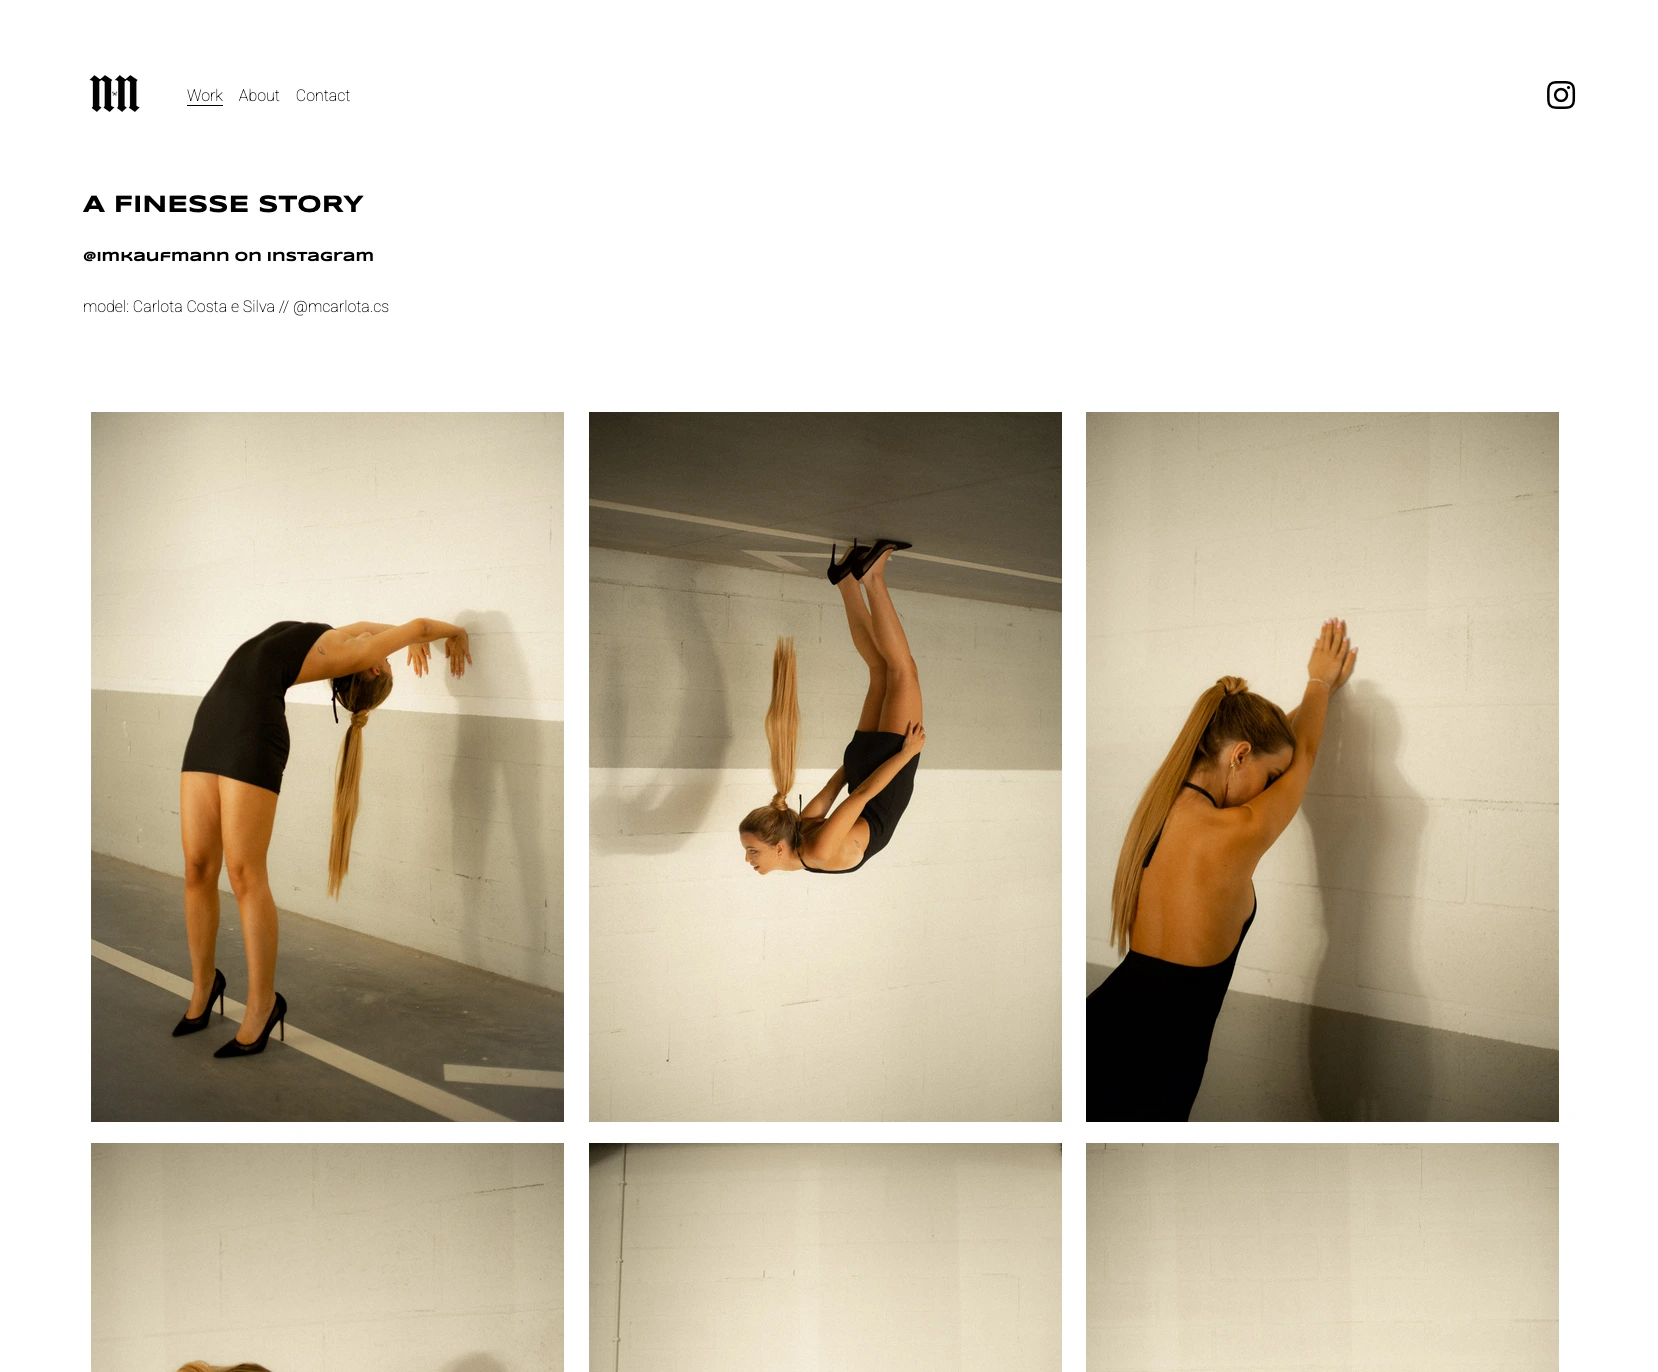 Work About Contact
A FINESSE STORY
@imkaufmann on Instagram
model: Carlota Costa e Silva // @mcarlota.cs